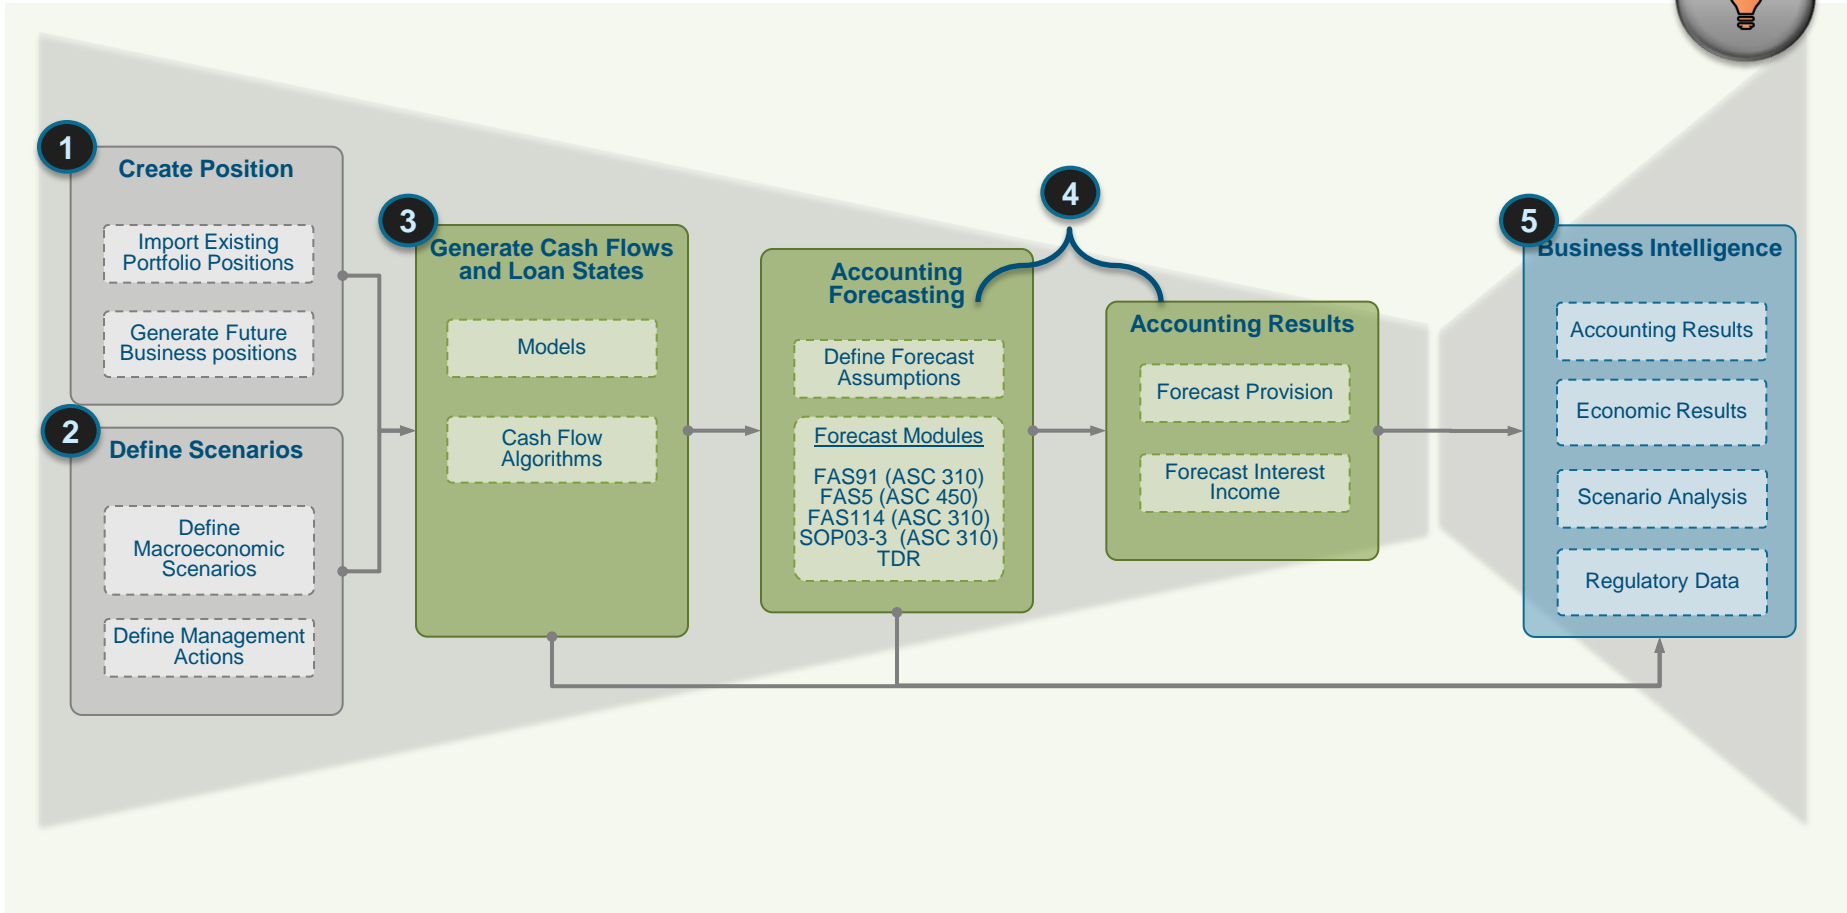 1
Create Position
Import Existing
Portfolio Positions
Generate Future
Business positions
2
Define Scenarios
Define
Macroeconomic
Scenarios
Define Management
Actions
3
Generate Cash Flows
and Loan States
Models
Cash Flow
Algorithms
4
Accounting
Forecasting
Define Forecast
Assumptions
Forecast Modules
FAS91 (ASC 310)
FAS5 (ASC 450)
FAS114 (ASC 310)
SOP03-3 (ASC 310)
TDR
Accounting Results
Forecast Provision
Forecast Interest
Income
5
Business Intelligence
Accounting Results
Economic Results
Scenario Analysis
Regulatory Data